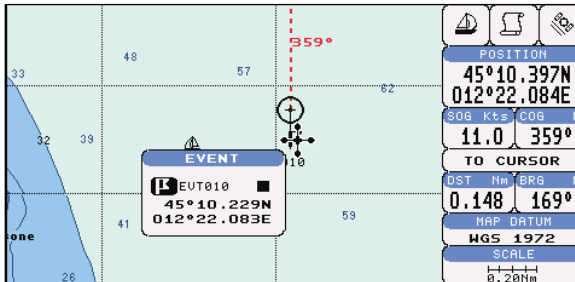 359°
48
33
57
62
32
39
010
EVENT
EVT010
45°10.229N
012°22.083E
41
59
one
26
POSITION
45°10.397N
012°22.084E
SOG Kts COG
11.0 359°
TO CURSOR
DST Nm BRG
0.148 169°
MAP DATUM
WGS 1972
SCALE
0.20Nm